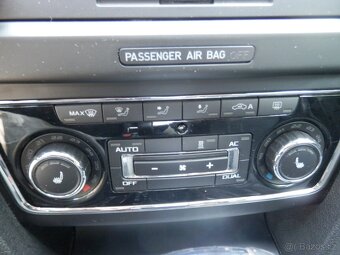 PASSENGER AIR BAG OFF
MAX
A
AUTO
AC
OFF
DUAL